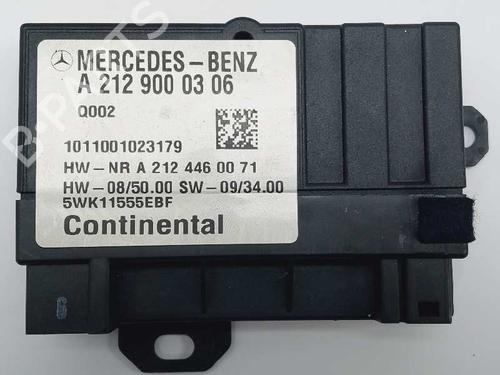 MERCEDES-BENZ
A 212 900 03 06
Q002
1011001023179
HW-NR A 212 446 00 71
HW-08/50.00 SW-09/34.00
5WK11555EBF
Continental
B-PARTS